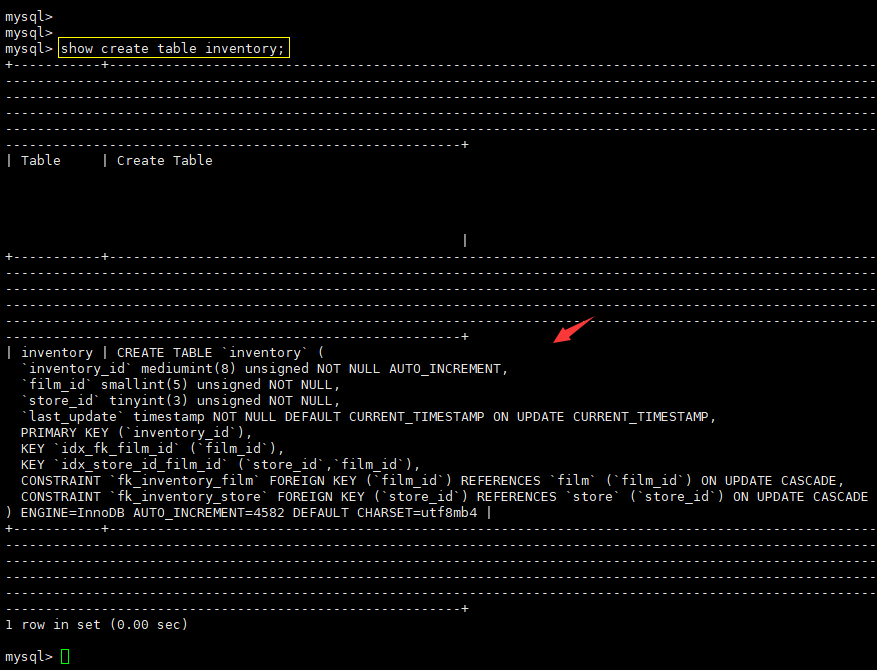 mysql>
mysql>
mysql> show create table inventory;
+-----------+------------------------------------------------------------------------------------------------
-------------------------------------------------------------------------------------------------------------
-------------------------------------------------------------------------------------------------------------
-------------------------------------------------------------------------------------------------------------
-------------------------------------------------------------------------------------------------------------
---------------------------------------------------------+
| Table     | Create Table
|
+-----------+------------------------------------------------------------------------------------------------
-------------------------------------------------------------------------------------------------------------
-------------------------------------------------------------------------------------------------------------
-------------------------------------------------------------------------------------------------------------
-------------------------------------------------------------------------------------------------------------
---------------------------------------------------------+
| inventory | CREATE TABLE `inventory` (
  `inventory_id` mediumint(8) unsigned NOT NULL AUTO_INCREMENT,
  `film_id` smallint(5) unsigned NOT NULL,
  `store_id` tinyint(3) unsigned NOT NULL,
  `last_update` timestamp NOT NULL DEFAULT CURRENT_TIMESTAMP ON UPDATE CURRENT_TIMESTAMP,
  PRIMARY KEY (`inventory_id`),
  KEY `idx_fk_film_id` (`film_id`),
  KEY `idx_store_id_film_id` (`store_id`,`film_id`),
  CONSTRAINT `fk_inventory_film` FOREIGN KEY (`film_id`) REFERENCES `film` (`film_id`) ON UPDATE CASCADE,
  CONSTRAINT `fk_inventory_store` FOREIGN KEY (`store_id`) REFERENCES `store` (`store_id`) ON UPDATE CASCADE
) ENGINE=InnoDB AUTO_INCREMENT=4582 DEFAULT CHARSET=utf8mb4 |
+-----------+------------------------------------------------------------------------------------------------
-------------------------------------------------------------------------------------------------------------
-------------------------------------------------------------------------------------------------------------
-------------------------------------------------------------------------------------------------------------
-------------------------------------------------------------------------------------------------------------
---------------------------------------------------------+
1 row in set (0.00 sec)
mysql>